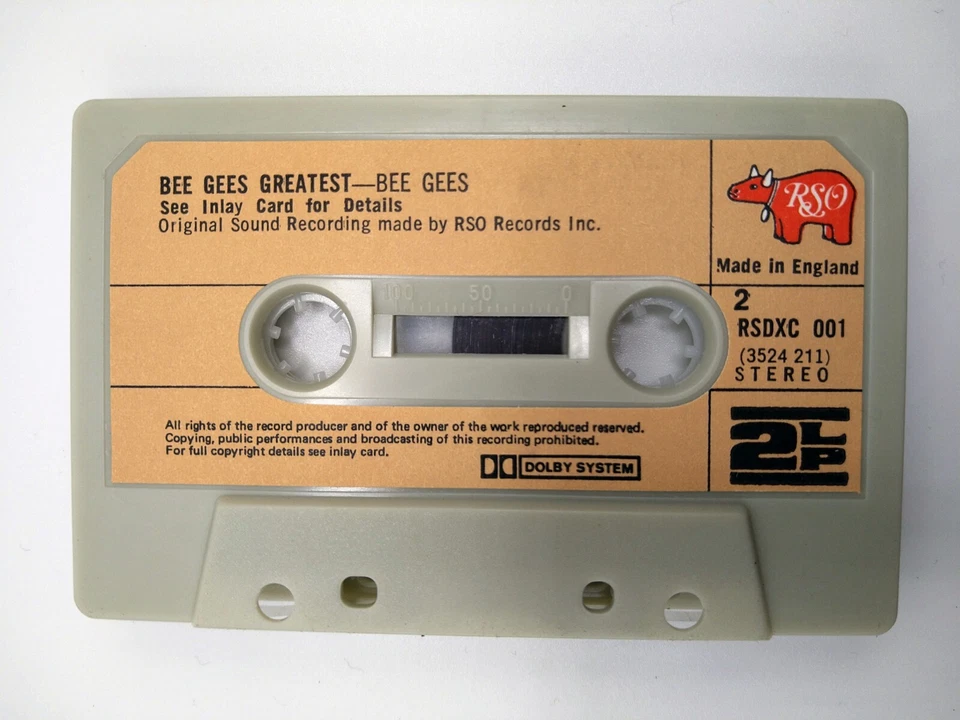 BEE GEES GREATEST—BEE GEES
See Inlay Card for Details
Original Sound Recording made by RSO Records Inc.
RSO
Made in England
100 50 0
2
RSDXC 001
(3524 211)
STEREO
All rights of the record producer and of the owner of the work reproduced reserved.
Copying, public performances and broadcasting of this recording prohibited.
For full copyright details see inlay card.
DOLBY SYSTEM
2LP